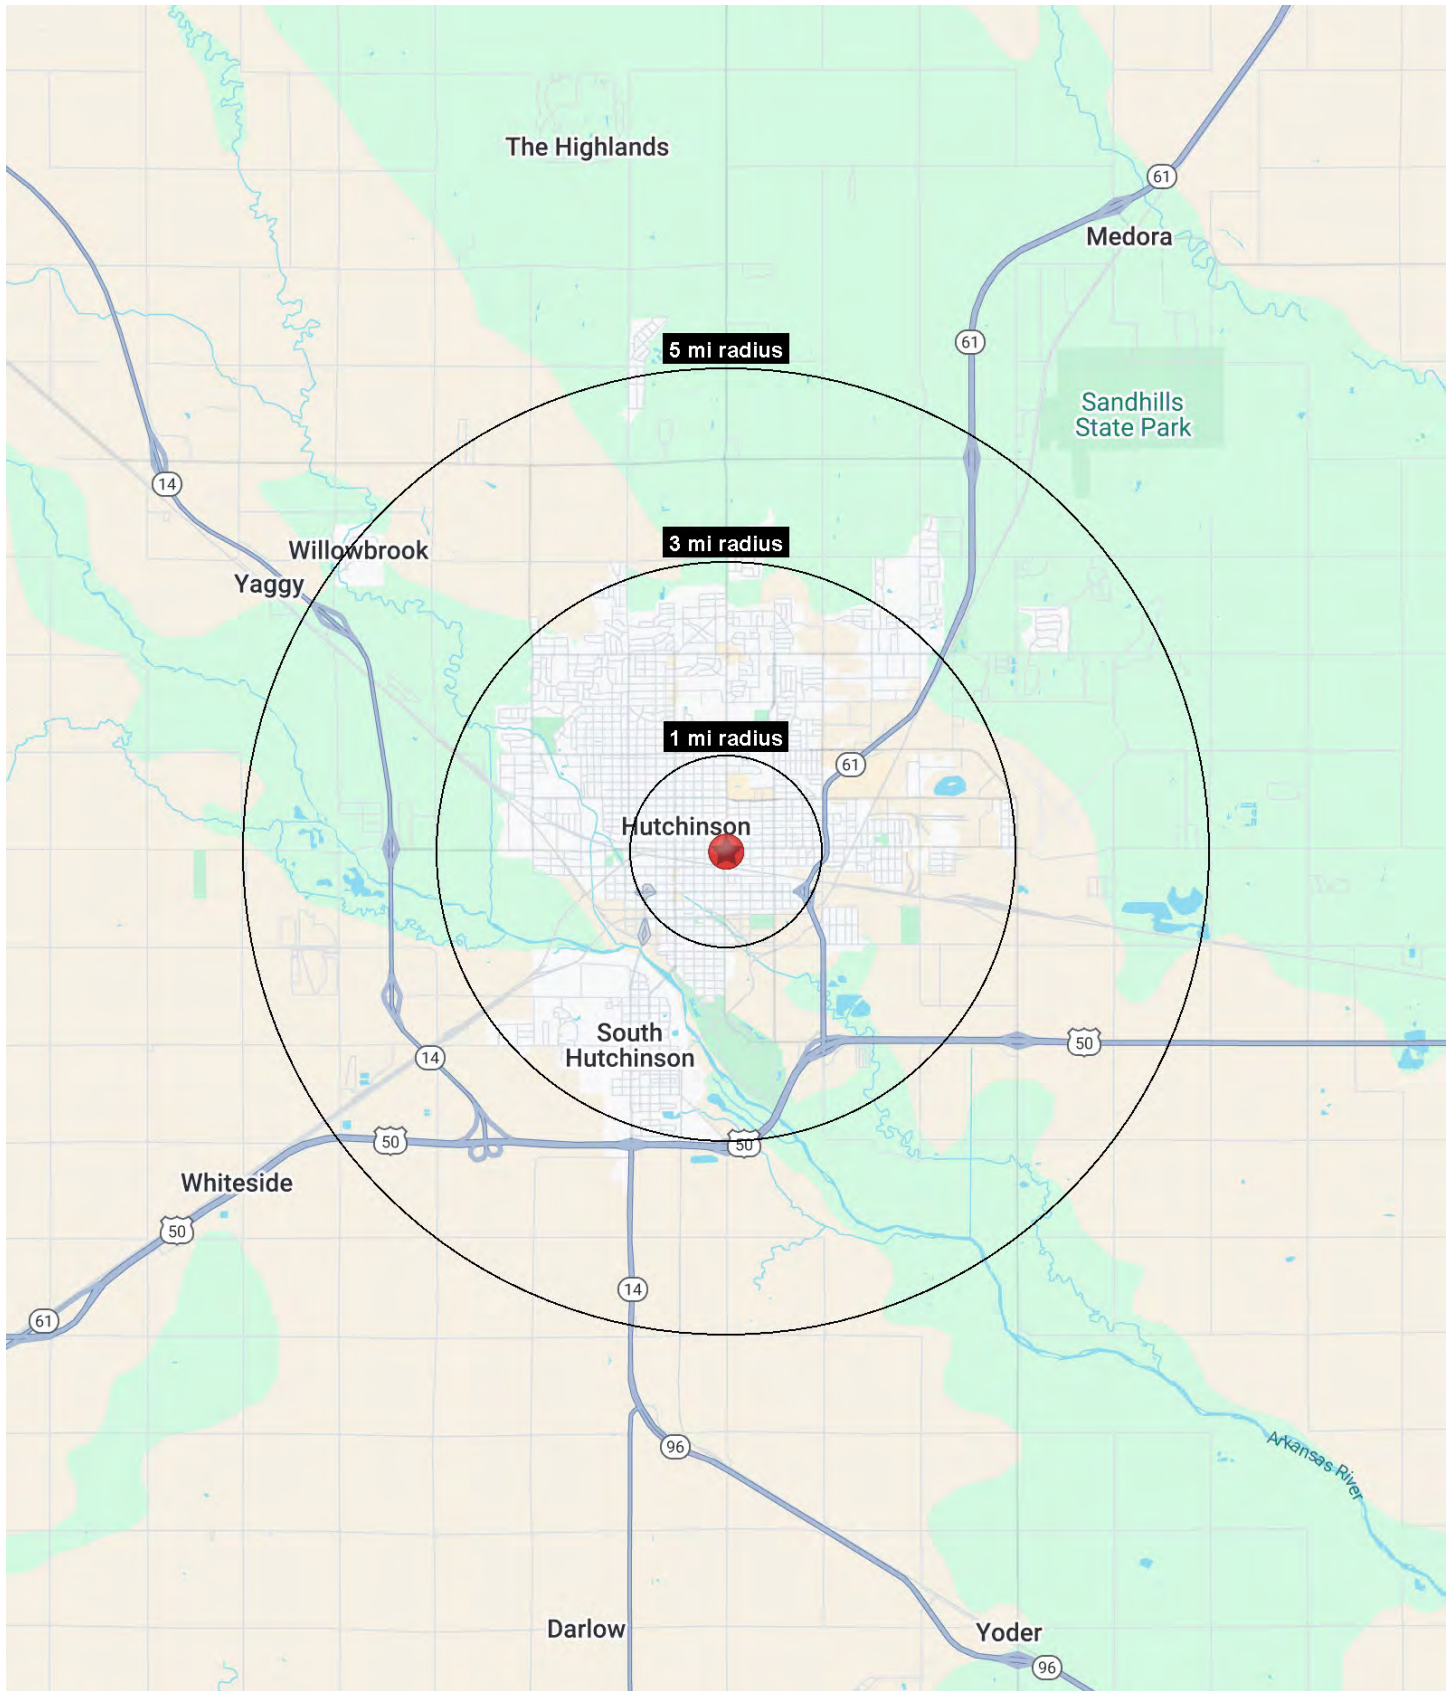 The Highlands
61
Medora
61
5 mi radius
Sandhills
State Park
14
3 mi radius
Willowbrook
Yaggy
1 mi radius
61
Hutchinson
South
Hutchinson
50
14
50
50
Whiteside
50
14
61
96
Arkansas River
Darlow
Yoder
96